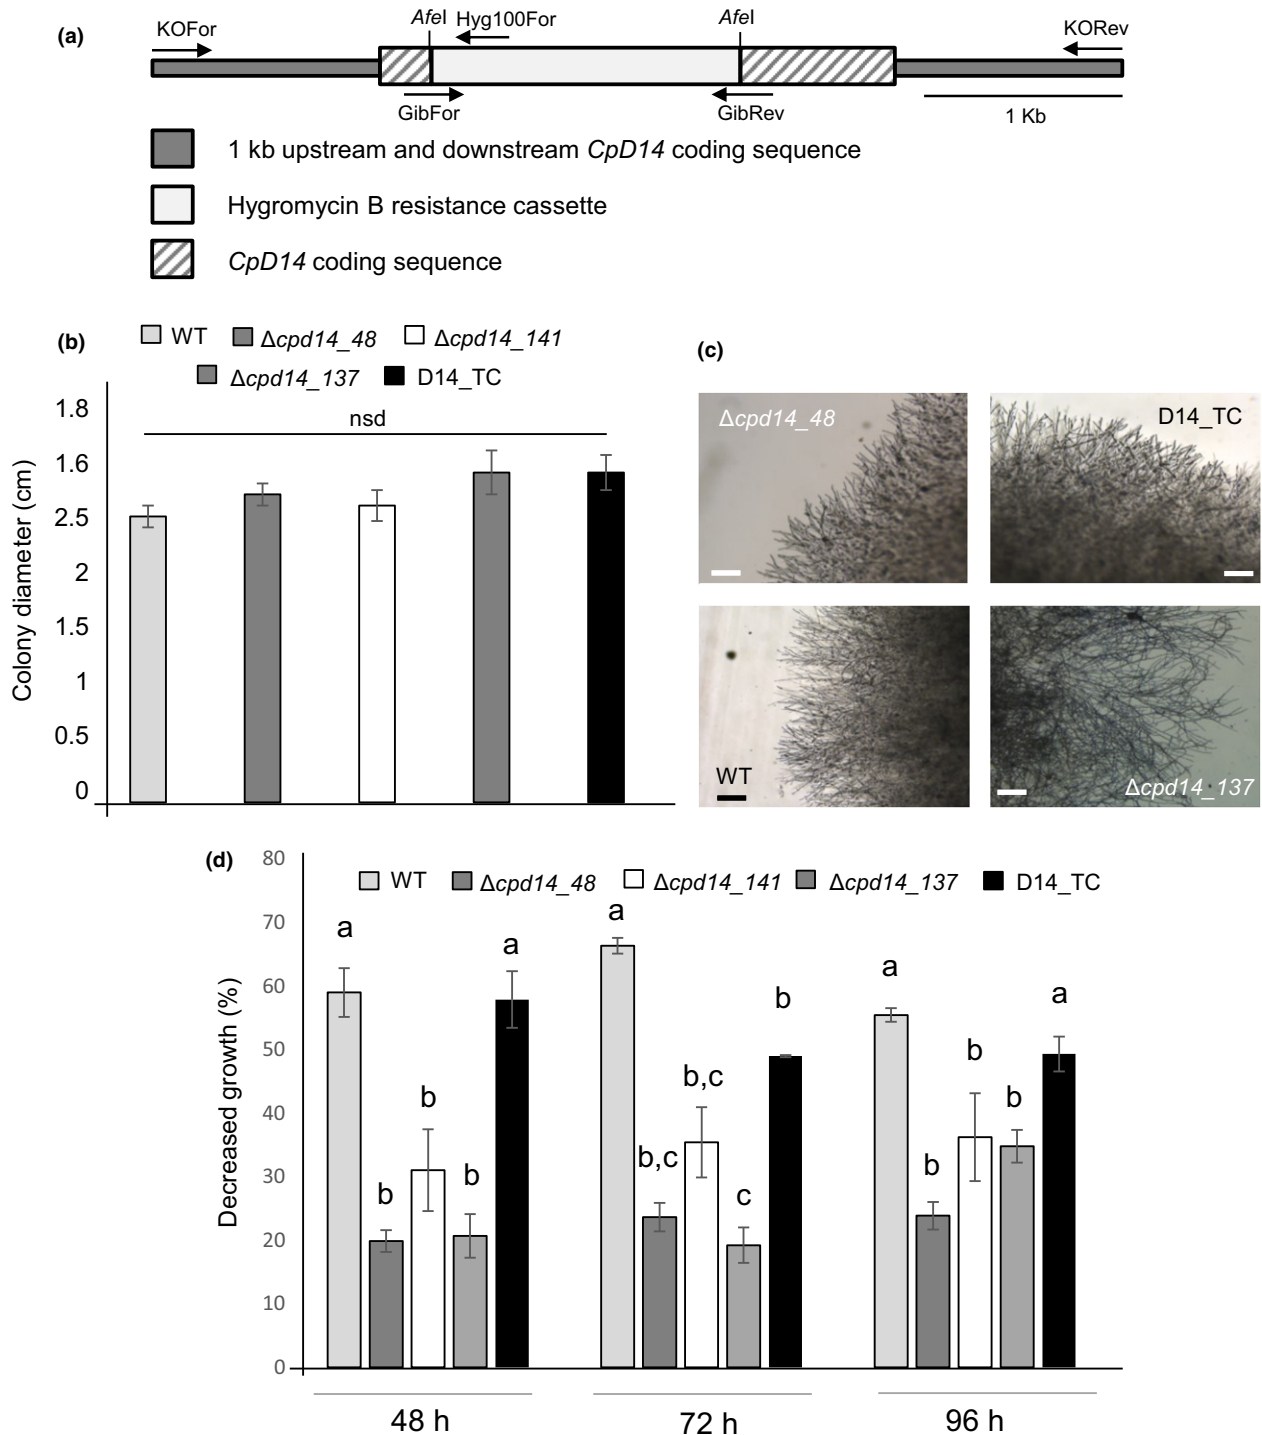 (a)
KOFor
AfeI
Hyg100For
AfeI
KORev
GibFor
GibRev
1 Kb
1 kb upstream and downstream CpD14 coding sequence
Hygromycin B resistance cassette
CpD14 coding sequence
(b)
WT
Δcpd14_48
Δcpd14_141
Δcpd14_137
D14_TC
nsd
Colony diameter (cm)
1.8
1.6
2.5
2
1.5
1
0.5
0
(c)
Δcpd14_48
D14_TC
WT
Δcpd14_137
(d)
WT
Δcpd14_48
Δcpd14_141
Δcpd14_137
D14_TC
Decreased growth (%)
80
70
60
50
40
30
20
10
0
a
b
b
b
a
a
b,c
b,c
c
b
a
b
b
b
a
48 h
72 h
96 h